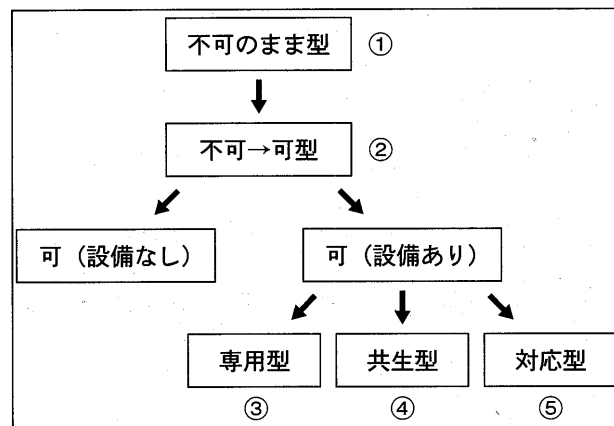 不可のまま型 ①
不可→可型 ②
可（設備なし） 可（設備あり）
専用型 共生型 対応型
③ ④ ⑤